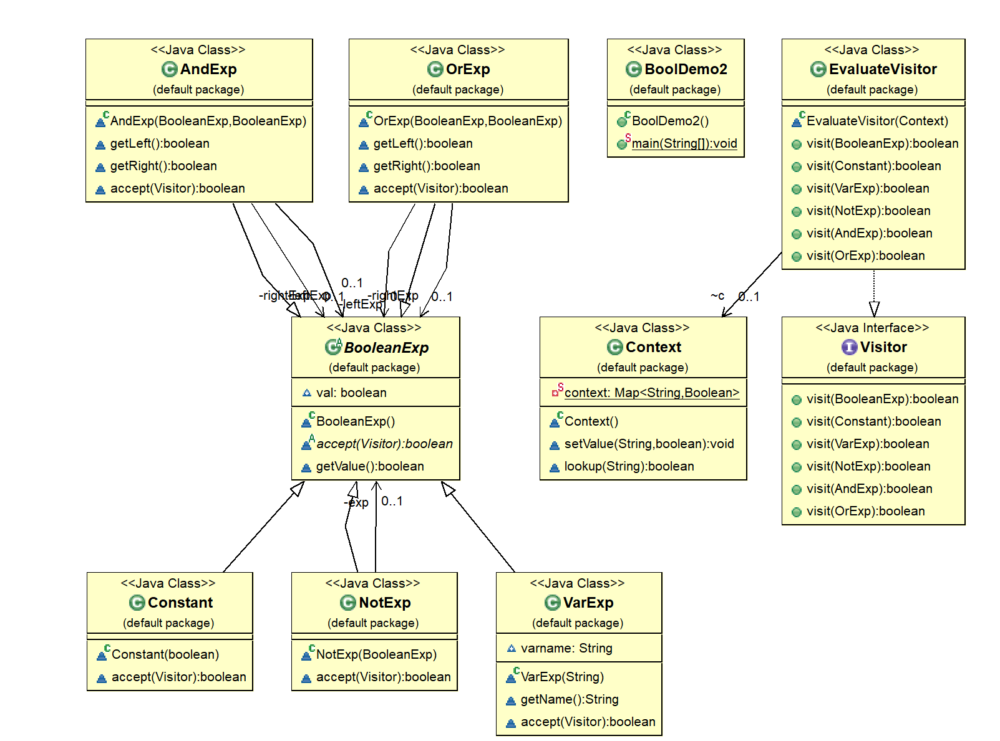 <<Java Class>>
AndExp
(default package)
AndExp(BooleanExp,BooleanExp)
getLeft():boolean
getRight():boolean
accept(Visitor):boolean
<<Java Class>>
OrExp
(default package)
OrExp(BooleanExp,BooleanExp)
getLeft():boolean
getRight():boolean
accept(Visitor):boolean
<<Java Class>>
BoolDemo2
(default package)
BoolDemo2()
main(String[]):void
<<Java Class>>
EvaluateVisitor
(default package)
EvaluateVisitor(Context)
visit(BooleanExp):boolean
visit(Constant):boolean
visit(VarExp):boolean
visit(NotExp):boolean
visit(AndExp):boolean
visit(OrExp):boolean
-rightExp
-leftExp
0..1
0..1
-leftExp
-rightExp
0..1
~c
0..1
<<Java Class>>
BooleanExp
(default package)
val: boolean
BooleanExp()
accept(Visitor):boolean
getValue():boolean
<<Java Class>>
Context
(default package)
context: Map<String,Boolean>
Context()
setValue(String,boolean):void
lookup(String):boolean
<<Java Interface>>
Visitor
(default package)
visit(BooleanExp):boolean
visit(Constant):boolean
visit(VarExp):boolean
visit(NotExp):boolean
visit(AndExp):boolean
visit(OrExp):boolean
-exp
0..1
<<Java Class>>
Constant
(default package)
Constant(boolean)
accept(Visitor):boolean
<<Java Class>>
NotExp
(default package)
NotExp(BooleanExp)
accept(Visitor):boolean
<<Java Class>>
VarExp
(default package)
varname: String
VarExp(String)
getName():String
accept(Visitor):boolean